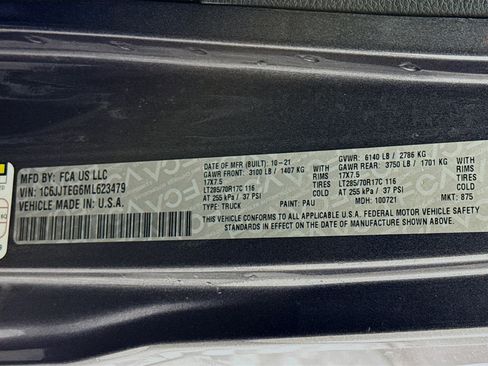 MFD BY: FCA US LLC
VIN: 1C6JJTEG6ML623479
VEHICLE MADE IN: U.S.A.
DATE OF MFR (BUILT): 10-21
GAWR FRONT: 3100 LB / 1407 KG WITH
17X7.5 RIMS
LT285/70R17C 116 TIRES
AT 255 kPa / 37 PSI COLD
GVWR: 6140 LB / 2786 KG
GAWR REAR: 3750 LB / 1701 KG WITH
17X7.5 RIMS
LT285/70R17C 116 TIRES
AT 255 kPa / 37 PSI COLD
THIS VEHICLE CONFORMS TO ALL APPLICABLE U.S.A. FEDERAL MOTOR VEHICLE SAFETY
STANDARDS IN EFFECT ON THE DATE OF MANUFACTURE SHOWN ABOVE.
TYPE: TRUCK PAINT: PAU MDH: 100721 MKT: 875